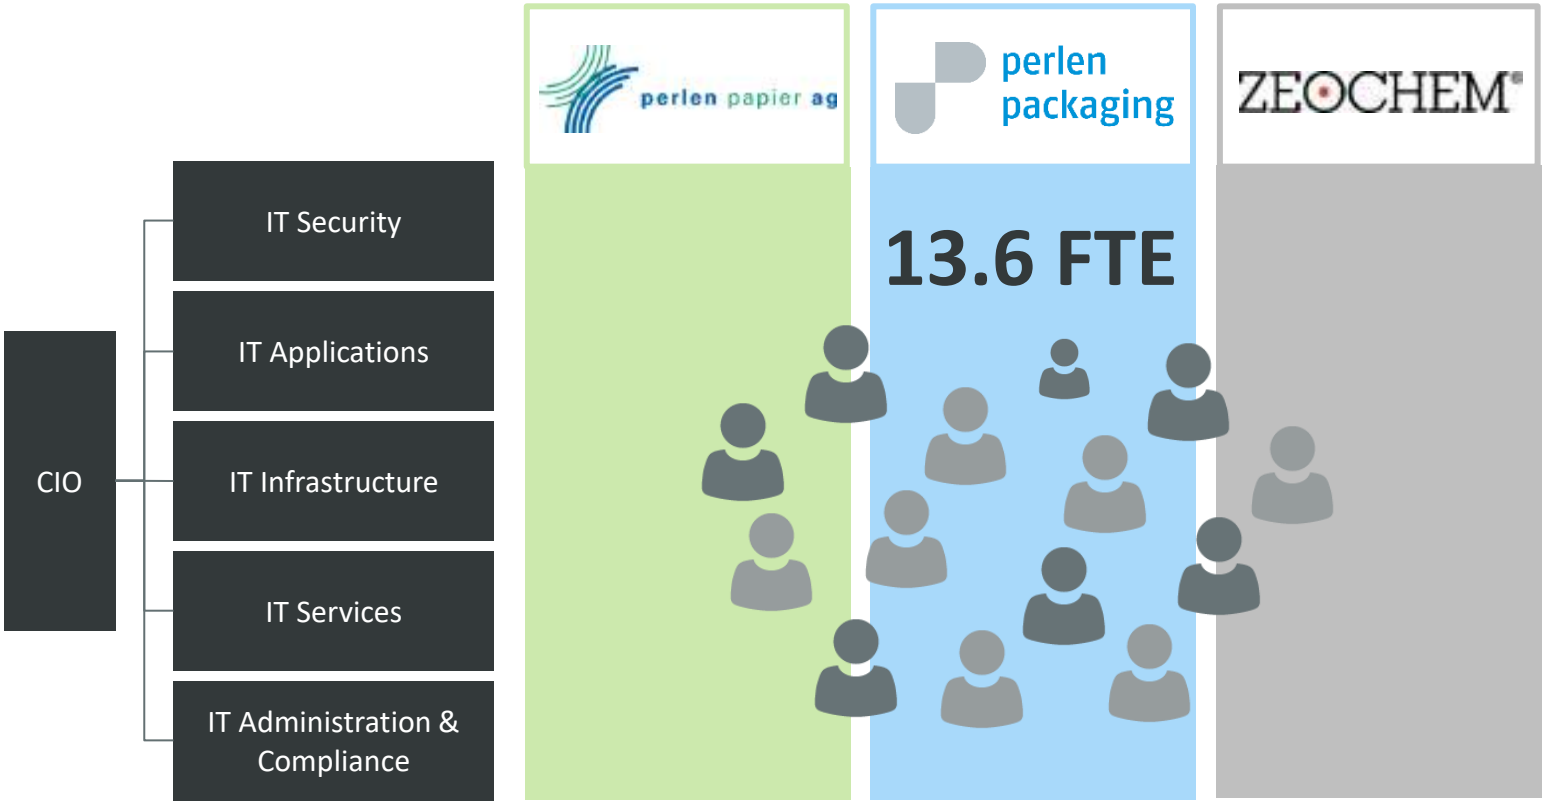 perlen papier ag
perlen
packaging
ZEOCHEM®
IT Security
13.6 FTE
IT Applications
CIO
IT Infrastructure
IT Services
IT Administration &
Compliance